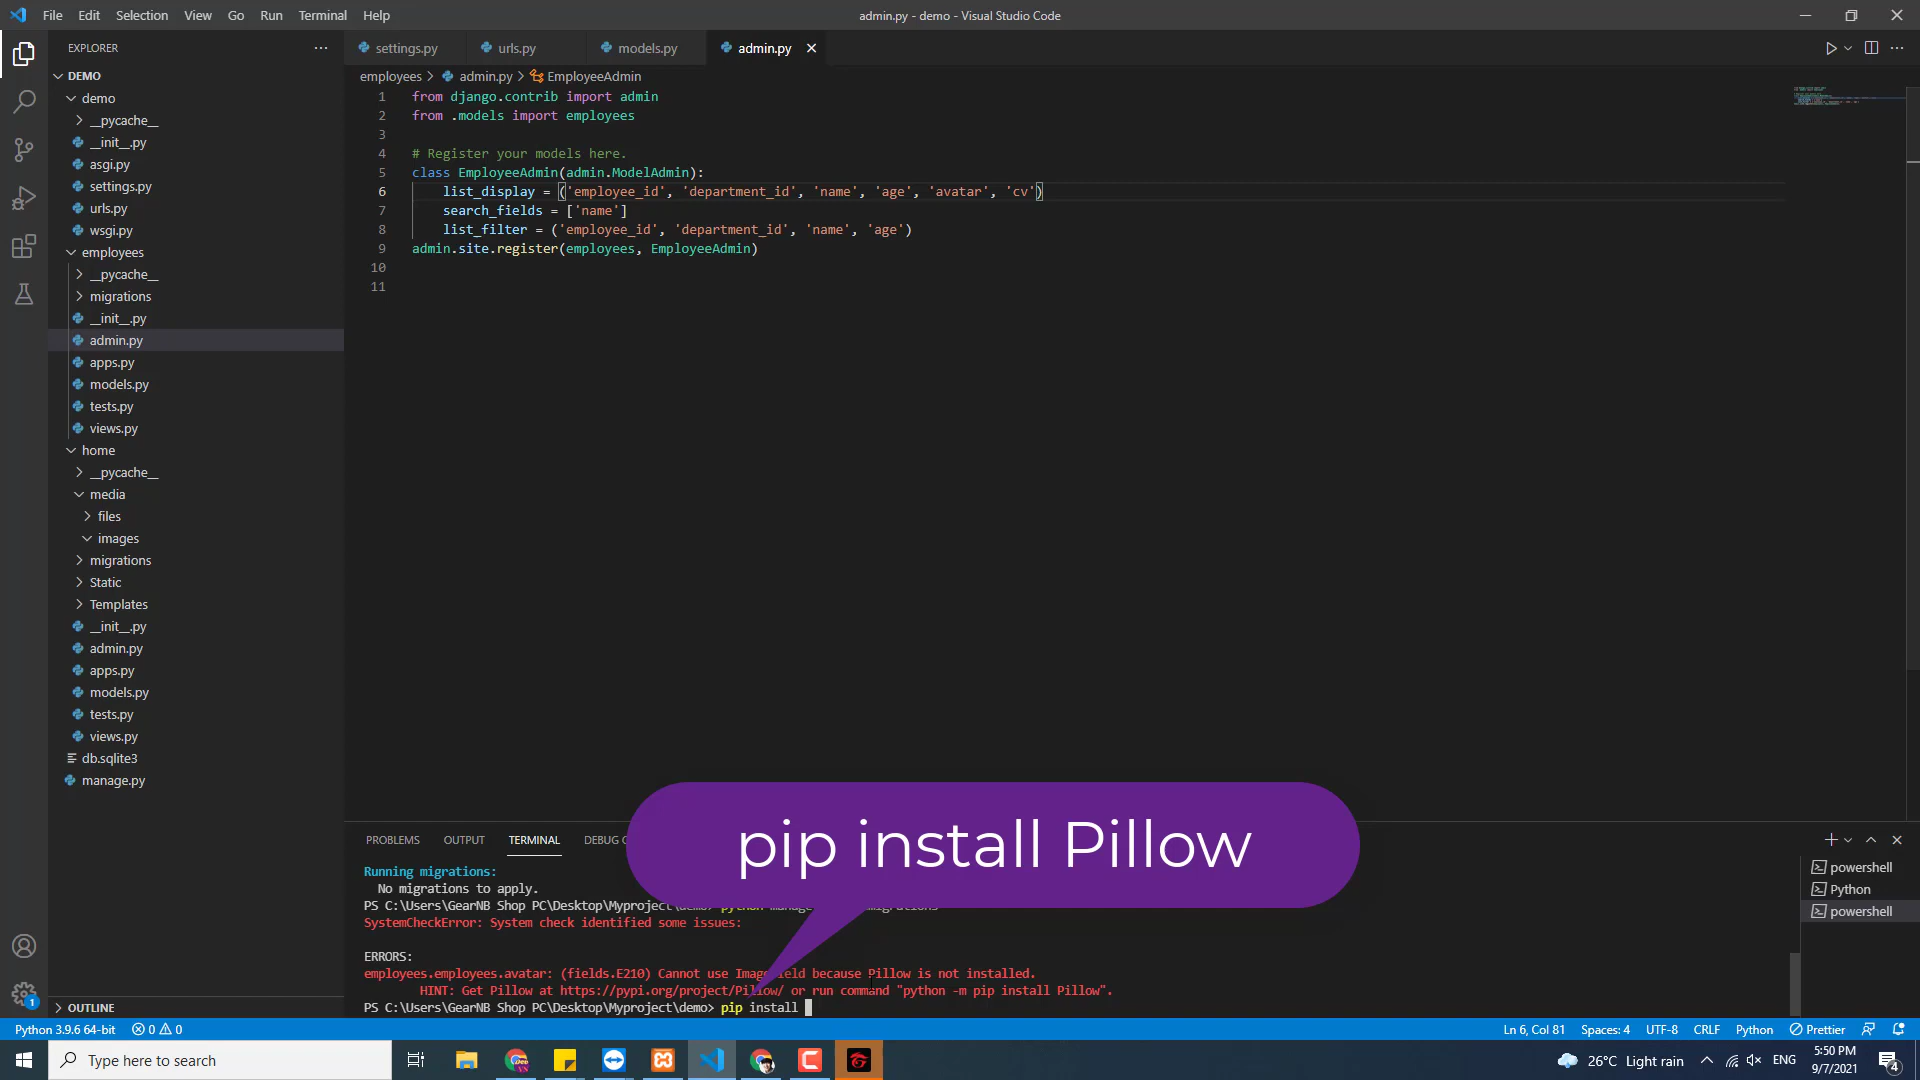 File Edit Selection View Go Run Terminal Help
admin.py - demo - Visual Studio Code
EXPLORER
settings.py urls.py models.py admin.py
DEMO
demo
__pycache__
__init__.py
asgi.py
settings.py
urls.py
wsgi.py
employees
__pycache__
migrations
__init__.py
admin.py
apps.py
models.py
tests.py
views.py
home
__pycache__
media
files
images
migrations
Static
Templates
__init__.py
admin.py
apps.py
models.py
tests.py
views.py
db.sqlite3
manage.py
OUTLINE
employees > admin.py > EmployeeAdmin
1 from django.contrib import admin
2 from .models import employees
3
4 # Register your models here.
5 class EmployeeAdmin(admin.ModelAdmin):
6 list_display = ('employee_id', 'department_id', 'name', 'age', 'avatar', 'cv')
7 search_fields = ['name']
8 list_filter = ('employee_id', 'department_id', 'name', 'age')
9 admin.site.register(employees, EmployeeAdmin)
10
11
pip install Pillow
PROBLEMS OUTPUT TERMINAL DEBUG
Running migrations:
No migrations to apply.
PS C:\Users\GearNB Shop PC\Desktop\Myproject\demo> python
SystemCheckError: System check identified some issues:
ERRORS:
employees.employees.avatar: (fields.E210) Cannot use ImageField because Pillow is not installed.
HINT: Get Pillow at https://pypi.org/project/Pillow/ or run command "python -m pip install Pillow".
PS C:\Users\GearNB Shop PC\Desktop\Myproject\demo> pip install
powershell
Python
powershell
1
Python 3.9.6 64-bit 0 0
Ln 6, Col 81 Spaces: 4 UTF-8 CRLF Python Prettier
Type here to search
26°C Light rain
ENG
5:50 PM
9/7/2021
4